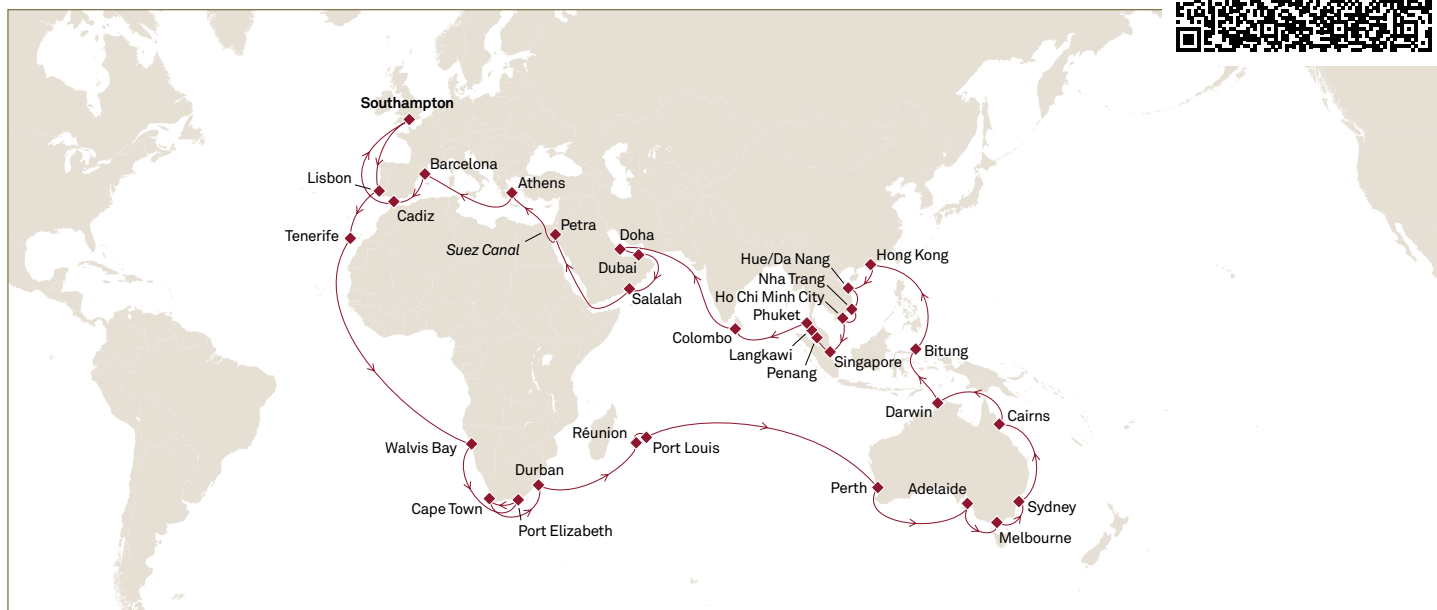 Southampton
Barcelona
Lisbon
Athens
Cadiz
Petra
Tenerife
Doha
Suez Canal
Hue/Da Nang
Hong Kong
Dubai
Nha Trang
Salalah
Ho Chi Minh City
Phuket
Colombo
Langkawi
Bitung
Singapore
Penang
Darwin
Cairns
Réunion
Walvis Bay
Port Louis
Durban
Perth
Adelaide
Cape Town
Sydney
Port Elizabeth
Melbourne